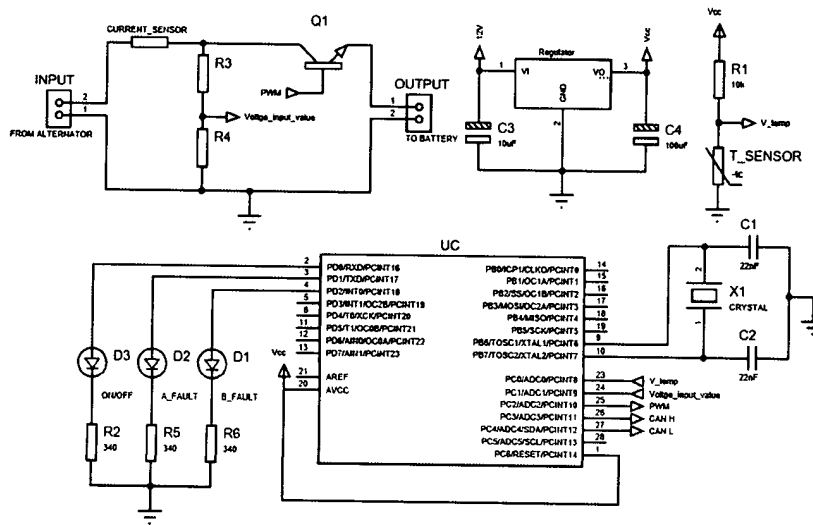 Q1
CURRENT_SENSOR
12V
Regulator
Vcc
Vcc
INPUT
R3
1
VI
VO
3
R1
10k
2
1
PWM
OUTPUT
1
2
GND
V_temp
FROM ALTERNATOR
Voltge_input_value
TO BATTERY
R4
C3
10uF
2
C4
100uF
T_SENSOR
-tc
UC
C1
22nF
2
PD0/RXD/PCINT16
PB0/ICP1/CLKO/PCINT0
14
3
PD1/TXD/PCINT17
PB1/OC1A/PCINT1
15
4
PD2/INT0/PCINT18
PB2/SS/OC1B/PCINT2
16
5
PD3/INT1/OC2B/PCINT19
PB3/MOSI/OC2A/PCINT3
17
6
PD4/T0/XCK/PCINT20
PB4/MISO/PCINT4
18
11
PD5/T1/OC0B/PCINT21
PB5/SCK/PCINT5
19
12
PD6/AIN0/OC0A/PCINT22
PB6/TOSC1/XTAL1/PCINT6
9
13
PD7/AIN1/PCINT23
PB7/TOSC2/XTAL2/PCINT7
10
2
X1
CRYSTAL
1
C2
22nF
D3
D2
D1
Vcc
21
AREF
20
AVCC
ON/OFF
A_FAULT
B_FAULT
PC0/ADC0/PCINT8
23
V_temp
PC1/ADC1/PCINT9
24
Voltge_input_value
PC2/ADC2/PCINT10
25
PWM
PC3/ADC3/PCINT11
26
CAN H
PC4/ADC4/SDA/PCINT12
27
CAN L
PC5/ADC5/SCL/PCINT13
28
PC6/RESET/PCINT14
1
R2
340
R5
340
R6
340